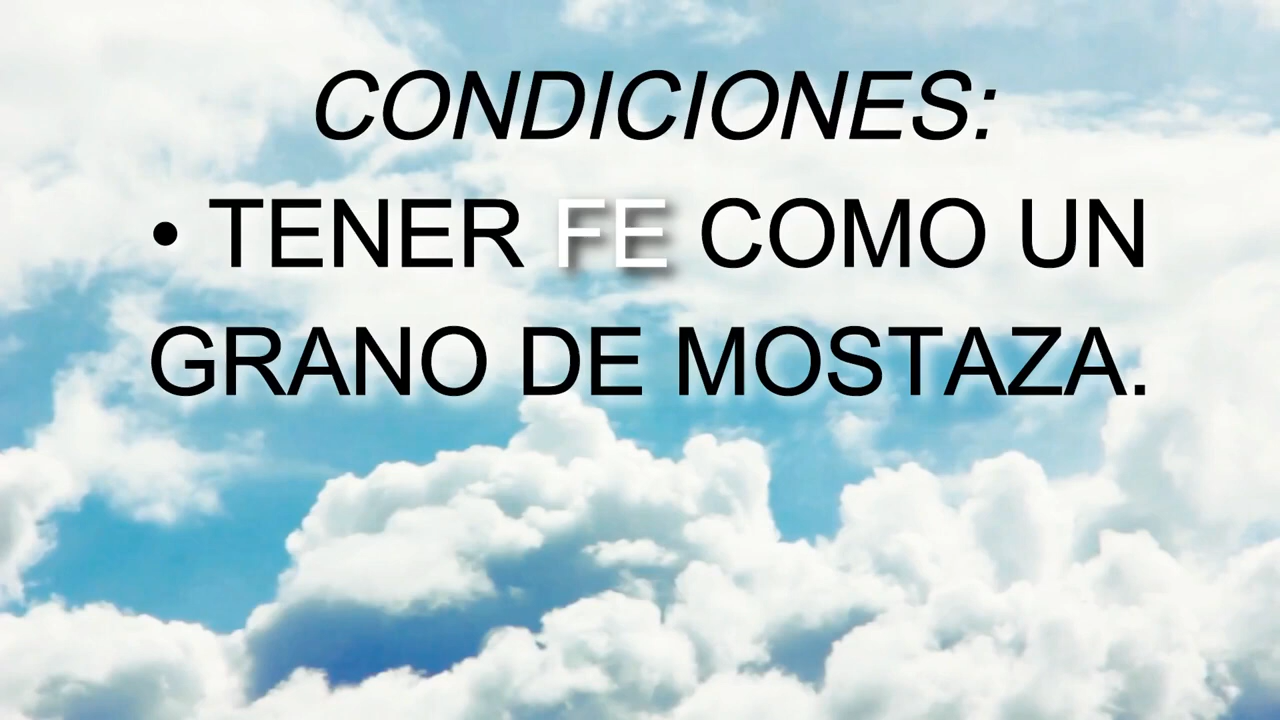 CONDICIONES:
• TENER FE COMO UN
GRANO DE MOSTAZA.